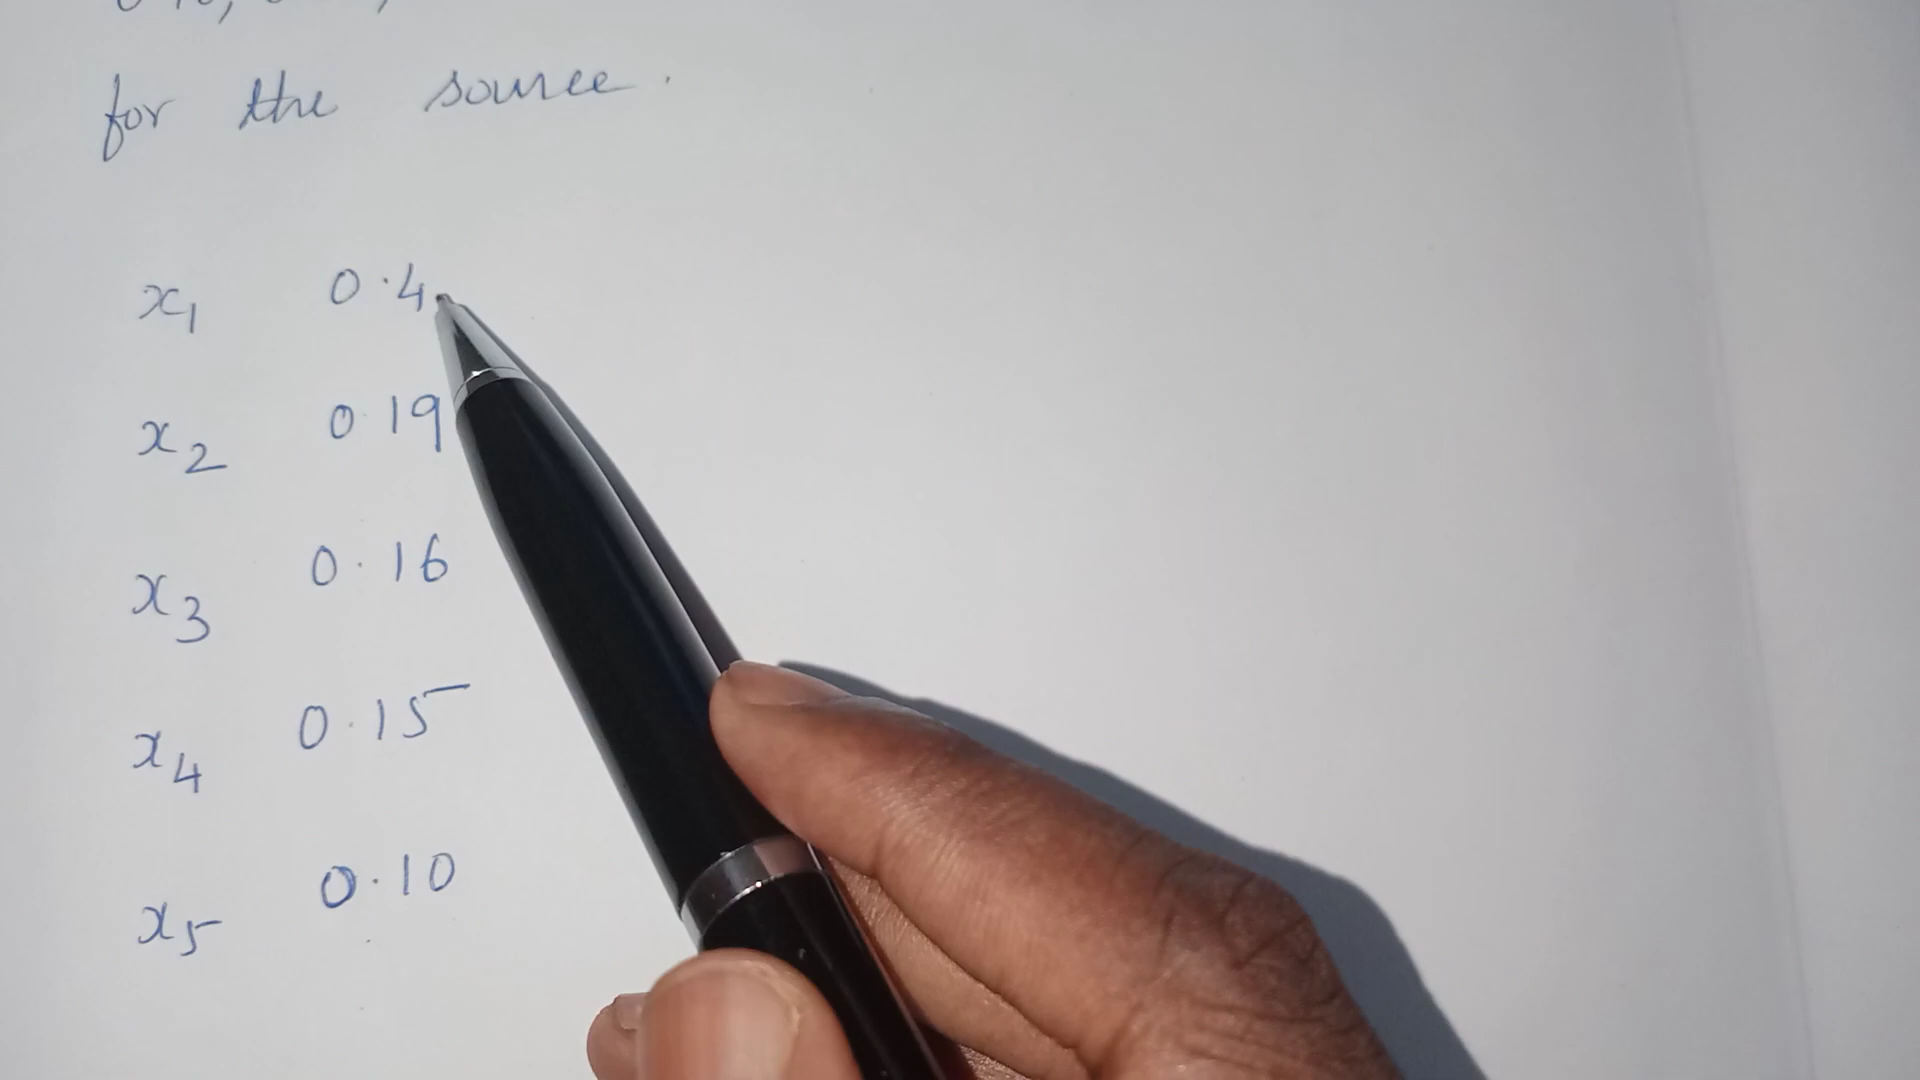 for the source.
x1 0.4
x2 0.19
x3 0.16
x4 0.15
x5 0.10